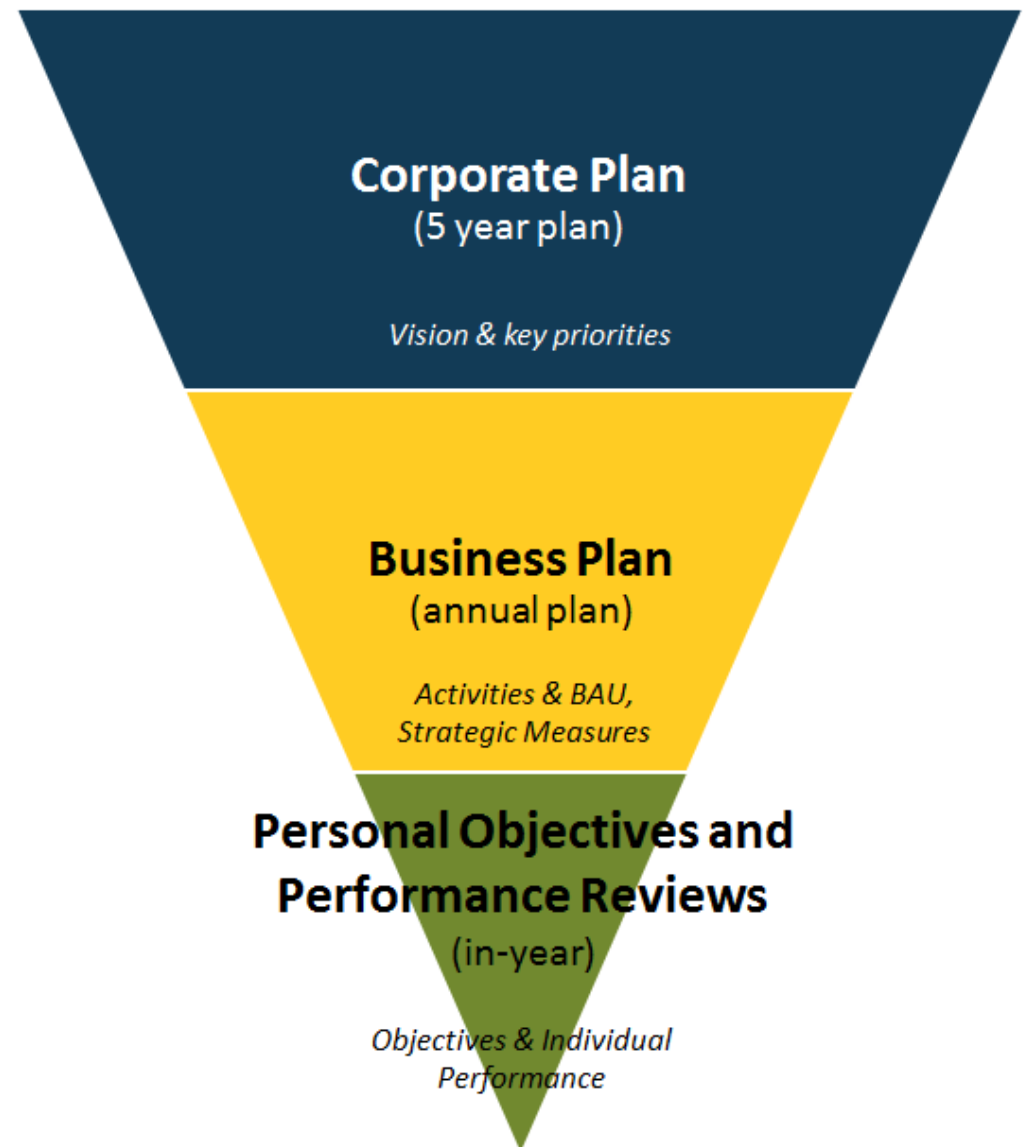 Corporate Plan
(5 year plan)
Vision & key priorities
Business Plan
(annual plan)
Activities & BAU,
Strategic Measures
Personal Objectives and
Performance Reviews
(in-year)
Objectives & Individual
Performance